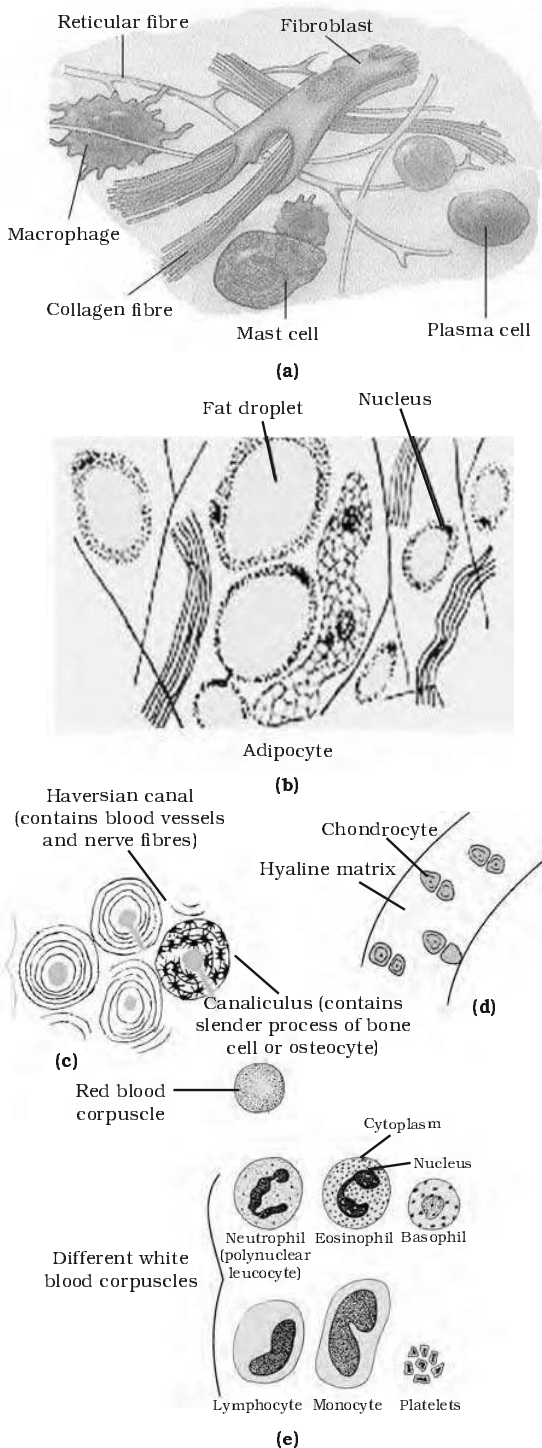 Reticular fibre
Fibroblast
Macrophage
Collagen fibre
Mast cell
Plasma cell
(a)
Fat droplet
Nucleus
Adipocyte
(b)
Haversian canal
(contains blood vessels
and nerve fibres)
Chondrocyte
Hyaline matrix
Canaliculus (contains
slender process of bone
cell or osteocyte)
(c)
(d)
Red blood
corpuscle
Cytoplasm
Nucleus
Neutrophil
(polynuclear
leucocyte)
Eosinophil
Basophil
Different white
blood corpuscles
Lymphocyte
Monocyte
Platelets
(e)